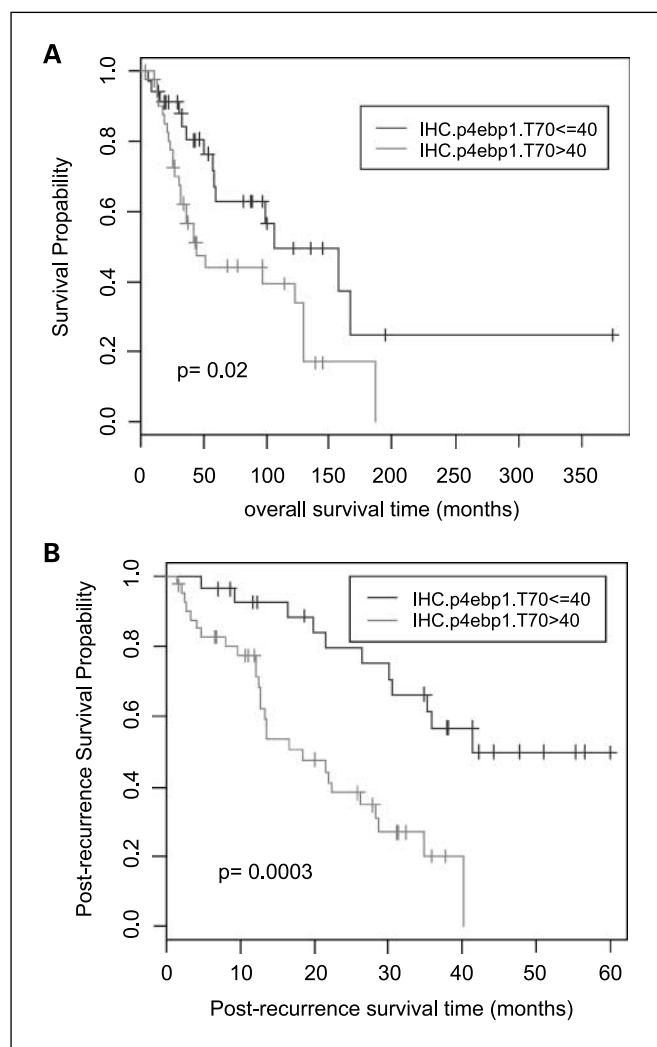 A
Survival Propability
1.0
0.8
0.6
0.4
0.2
0.0
IHC.p4ebp1.T70<=40
IHC.p4ebp1.T70>40
p= 0.02
0 50 100 150 200 250 300 350
overall survival time (months)
B
Post-recurrence Survival Propability
1.0
0.8
0.6
0.4
0.2
0.0
IHC.p4ebp1.T70<=40
IHC.p4ebp1.T70>40
p= 0.0003
0 10 20 30 40 50 60
Post-recurrence survival time (months)